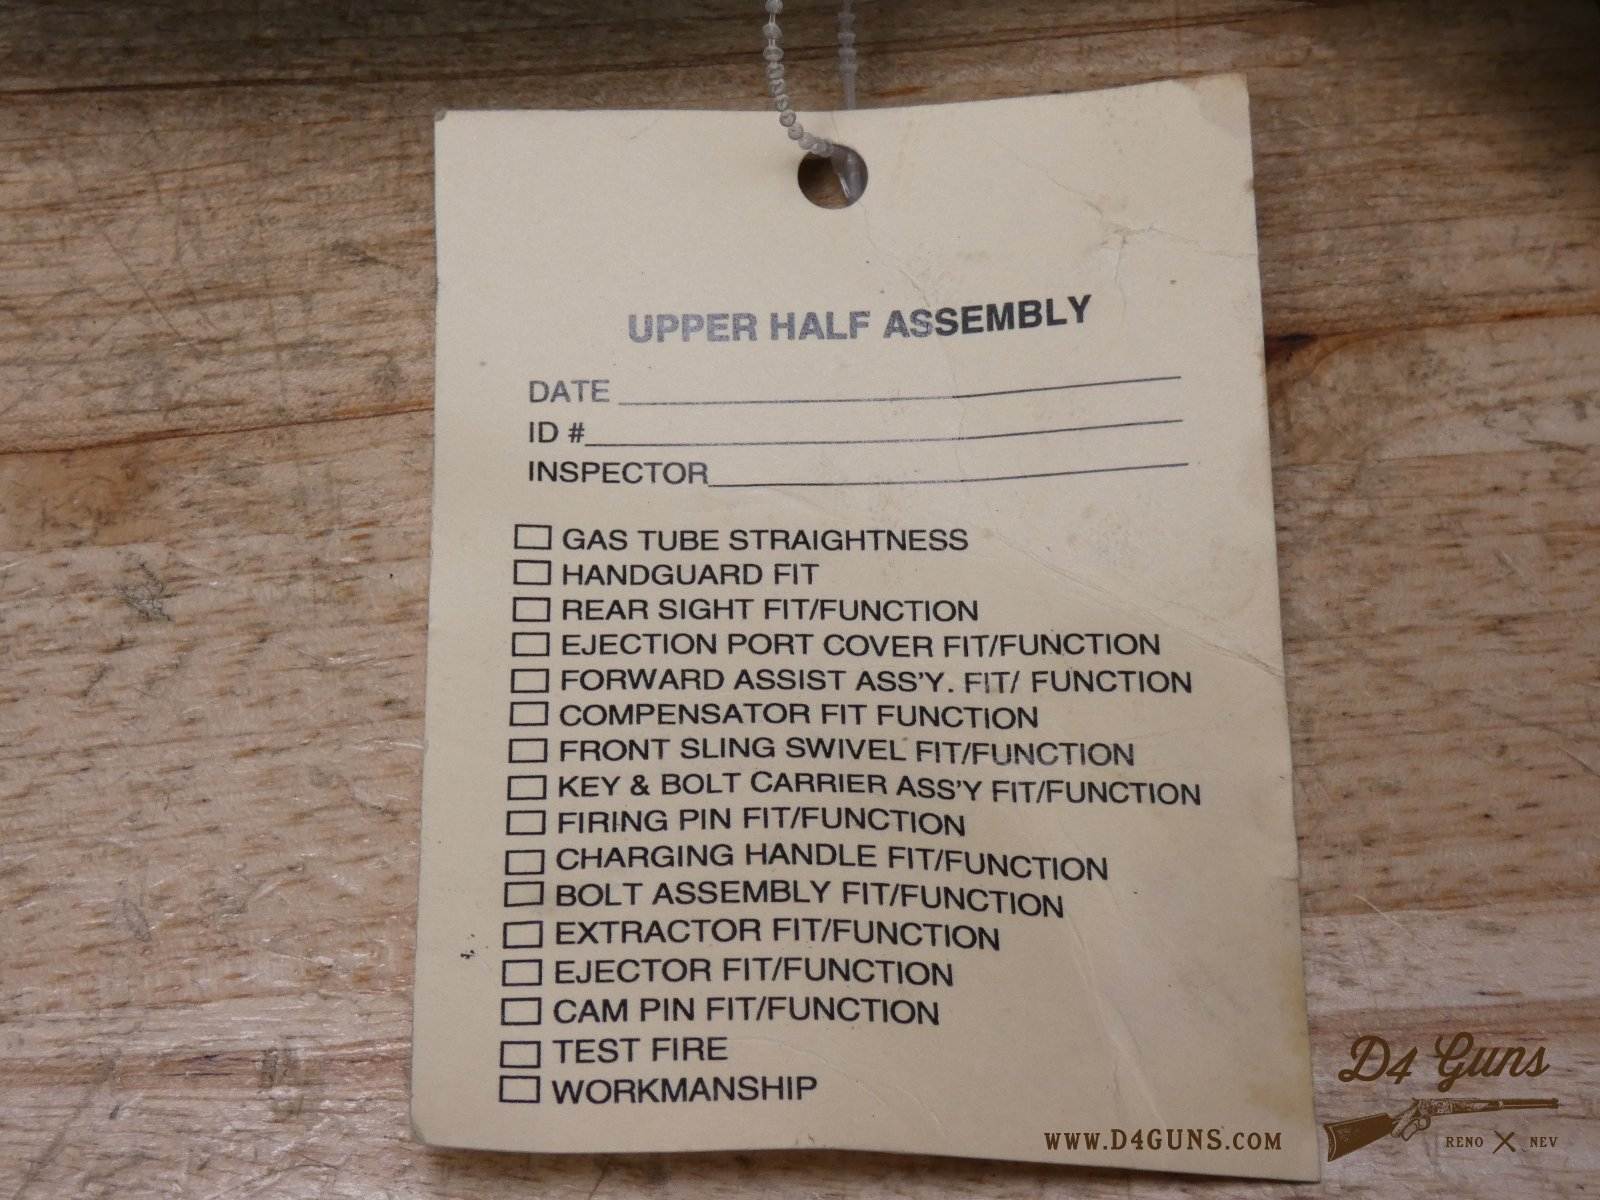 UPPER HALF ASSEMBLY
DATE
ID #
INSPECTOR
GAS TUBE STRAIGHTNESS
HANDGUARD FIT
REAR SIGHT FIT/FUNCTION
EJECTION PORT COVER FIT/FUNCTION
FORWARD ASSIST ASS'Y. FIT/ FUNCTION
COMPENSATOR FIT FUNCTION
FRONT SLING SWIVEL FIT/FUNCTION
KEY & BOLT CARRIER ASS'Y FIT/FUNCTION
FIRING PIN FIT/FUNCTION
CHARGING HANDLE FIT/FUNCTION
BOLT ASSEMBLY FIT/FUNCTION
EXTRACTOR FIT/FUNCTION
EJECTOR FIT/FUNCTION
CAM PIN FIT/FUNCTION
TEST FIRE
WORKMANSHIP
D4 Guns
WWW.D4GUNS.COM
RENO NEV